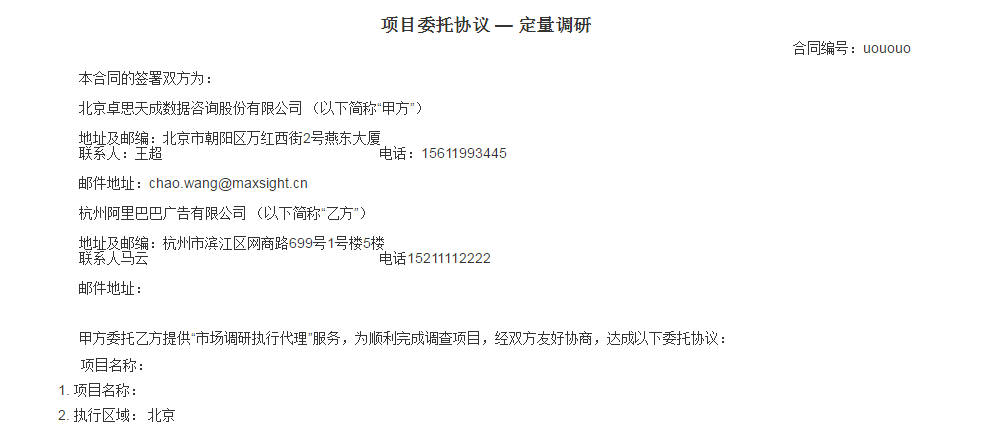 项目委托协议 — 定量调研
合同编号：uououo
本合同的签署双方为：
北京卓思天成数据咨询股份有限公司 （以下简称“甲方”）
地址及邮编：北京市朝阳区万红西街2号燕东大厦
联系人：王超 电话：15611993445
邮件地址：chao.wang@maxsight.cn
杭州阿里巴巴广告有限公司 （以下简称“乙方”）
地址及邮编：杭州市滨江区网商路699号1号楼5楼
联系人马云 电话15211112222
邮件地址：
甲方委托乙方提供“市场调研执行代理”服务，为顺利完成调查项目，经双方友好协商，达成以下委托协议：
项目名称：
1. 项目名称：
2. 执行区域： 北京